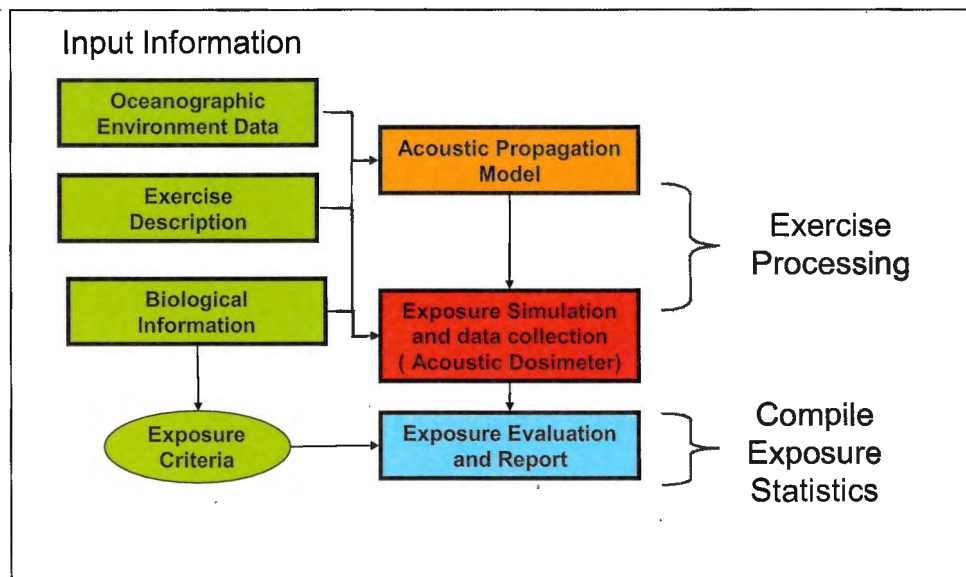 Input Information
Oceanographic
Environment Data
Exercise
Description
Biological
Information
Exposure
Criteria
Acoustic Propagation
Model
Exposure Simulation
and data collection
( Acoustic Dosimeter)
Exposure Evaluation
and Report
Exercise
Processing
Compile
Exposure
Statistics